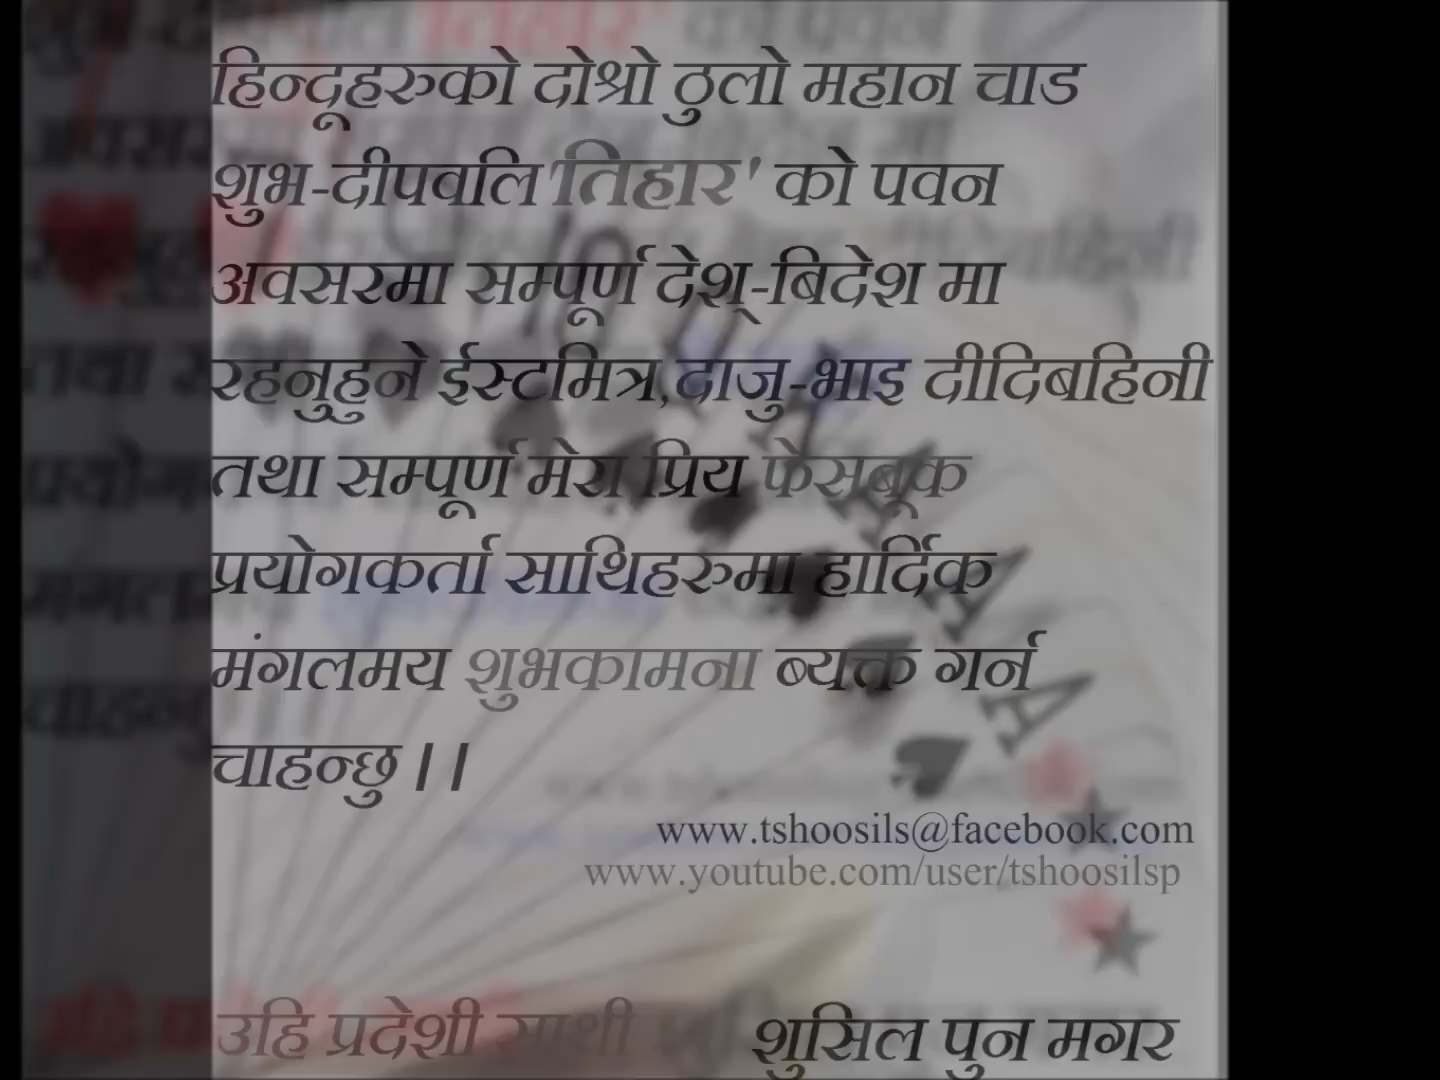 हिन्दूहरुको दोश्रो ठुलो महान चाड
शुभ-दीपवलि'तिहार' को पवन
अवसरमा सम्पूर्ण देश्-बिदेश मा
रहनुहुने ईस्टमित्र,दाजु-भाइ दीदिबहिनी
तथा सम्पूर्ण मेरा प्रिय फेसबूक
प्रयोगकर्ता साथिहरुमा हार्दिक
मंगलमय शुभकामना ब्यक्त गर्न
चाहन्छु । ।
www.tshoosils@facebook.com
www.youtube.com/user/tshoosilsp
उहि प्रदेशी साथी शुसिल पुन मगर